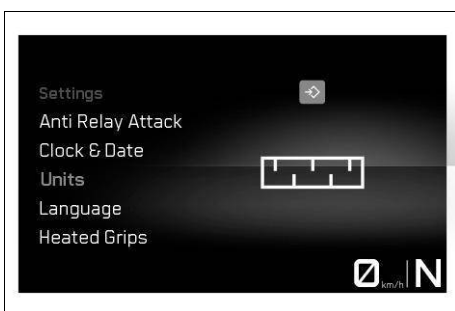 Settings
Anti Relay Attack
Clock & Date
Units
Language
Heated Grips
0 km/h N